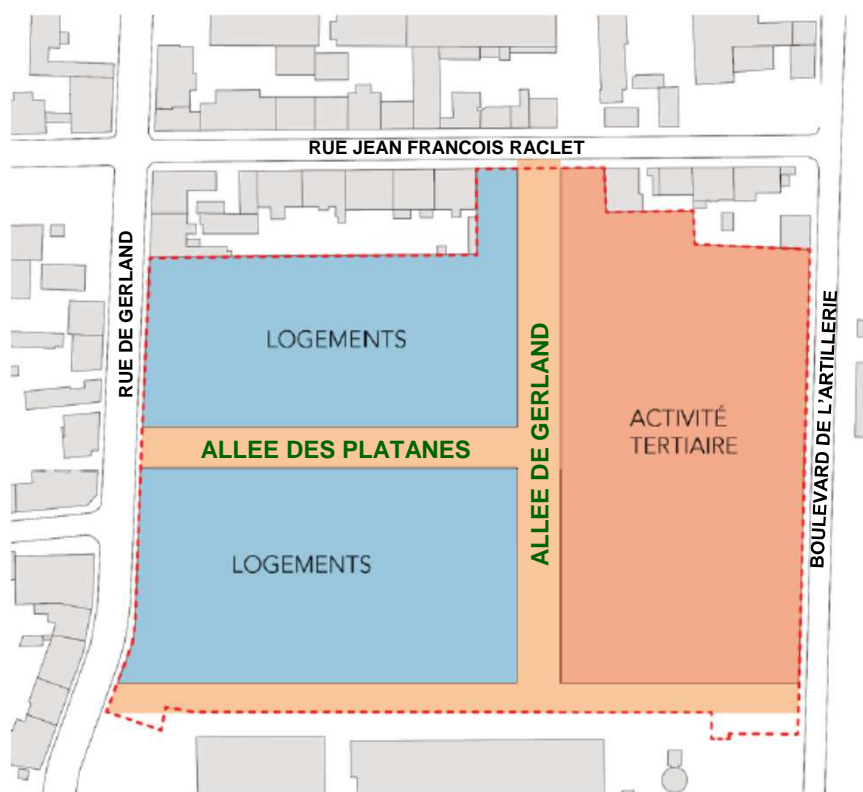 RUE JEAN FRANCOIS RACLET
RUE DE GERLAND
LOGEMENTS
ALLEE DE GERLAND
ACTIVITÉ
TERTIAIRE
BOULEVARD DE L'ARTILLERIE
ALLEE DES PLATANES
LOGEMENTS